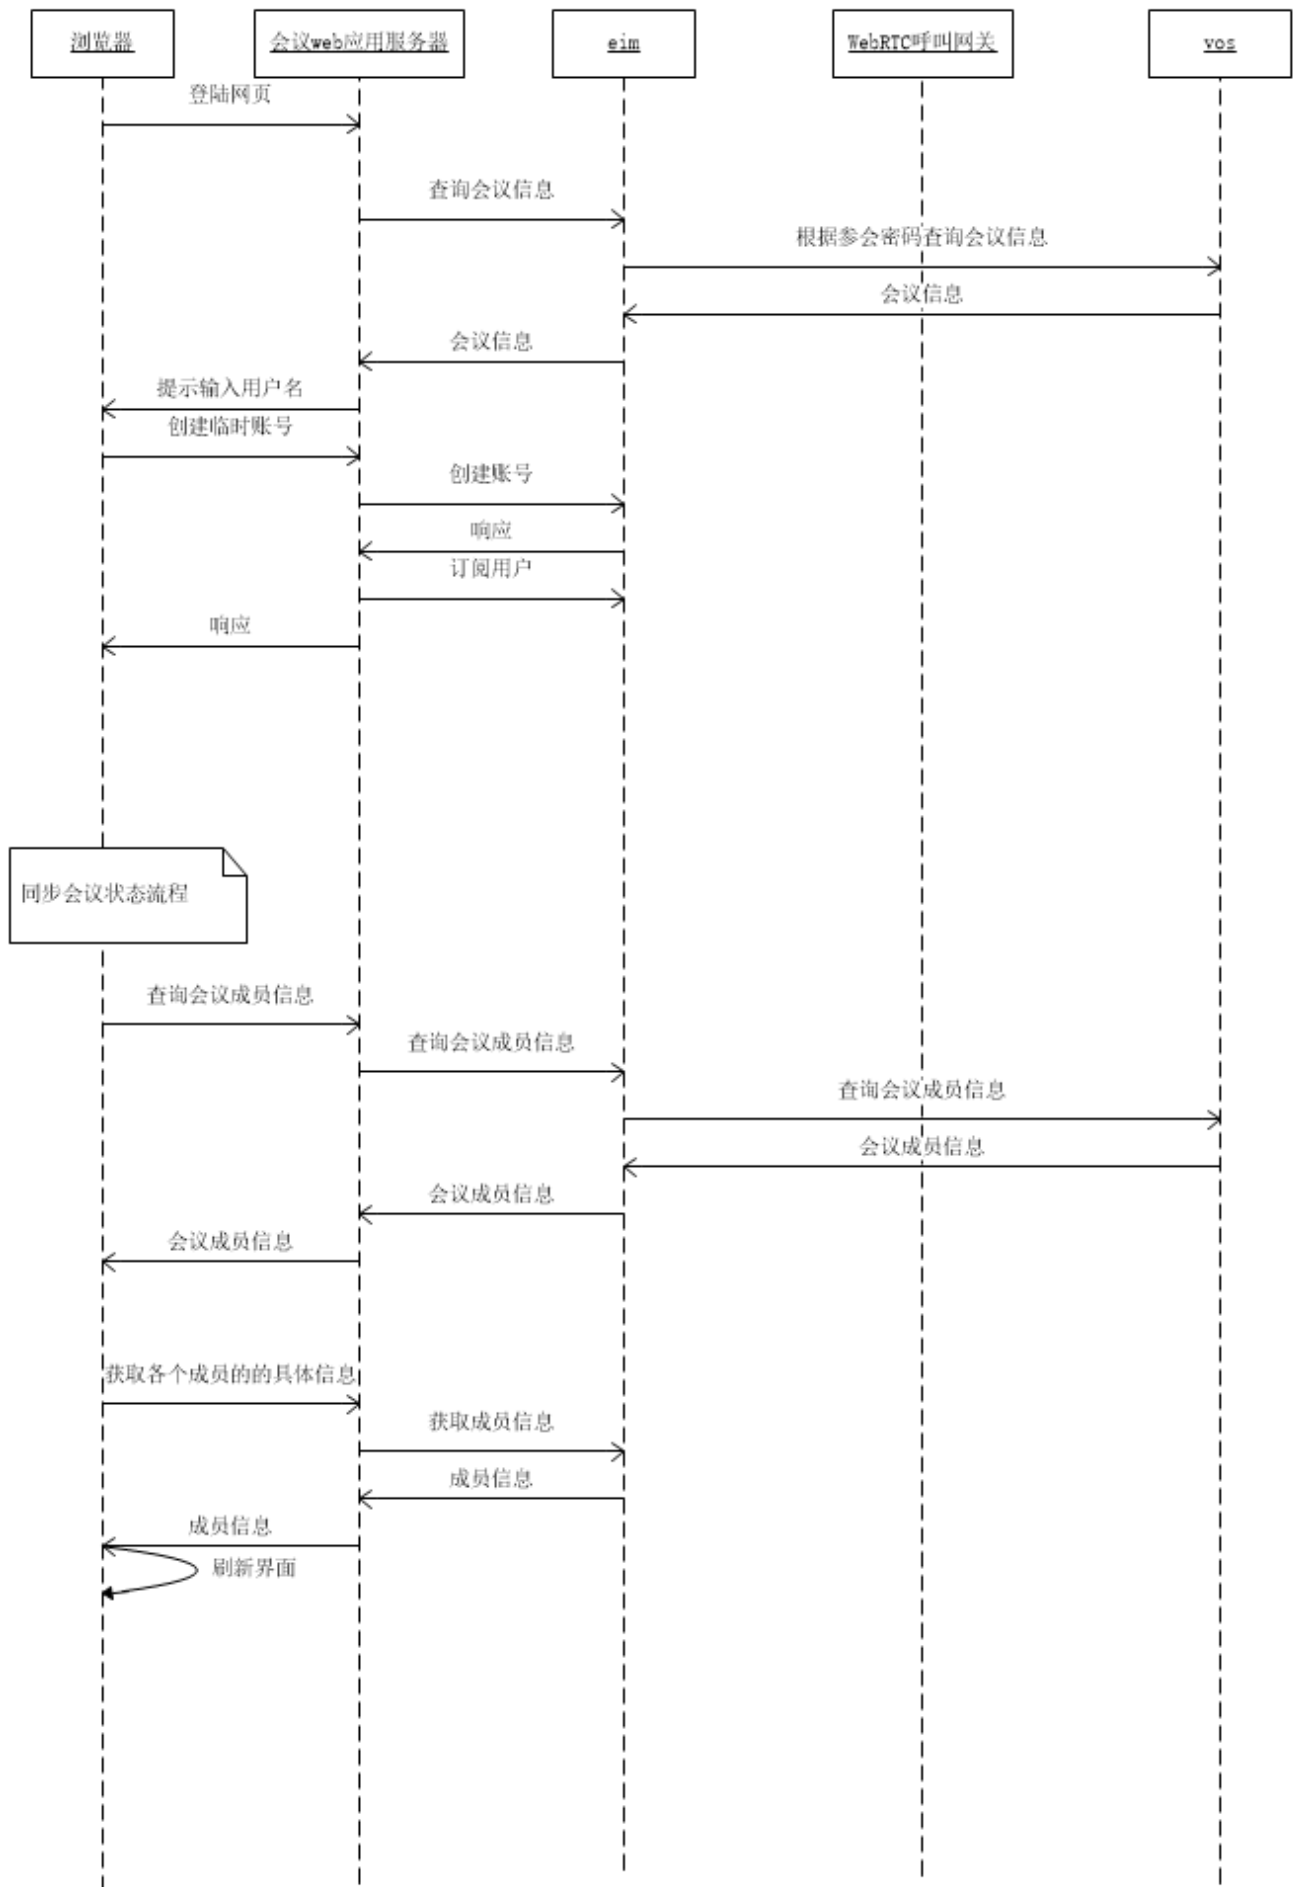 浏览器
会议web应用服务器
eim
WebRTC呼叫网关
vos
登陆网页
查询会议信息
根据参会密码查询会议信息
会议信息
会议信息
提示输入用户名
创建临时账号
创建账号
响应
订阅用户
响应
同步会议状态流程
查询会议成员信息
查询会议成员信息
查询会议成员信息
会议成员信息
会议成员信息
会议成员信息
获取各个成员的的具体信息
获取成员信息
成员信息
成员信息
刷新界面